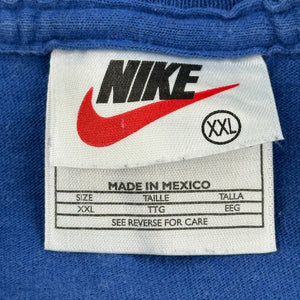 NIKE
XXL
MADE IN MEXICO
SIZE TAILLE TALLA
XXL TTG EEG
SEE REVERSE FOR CARE